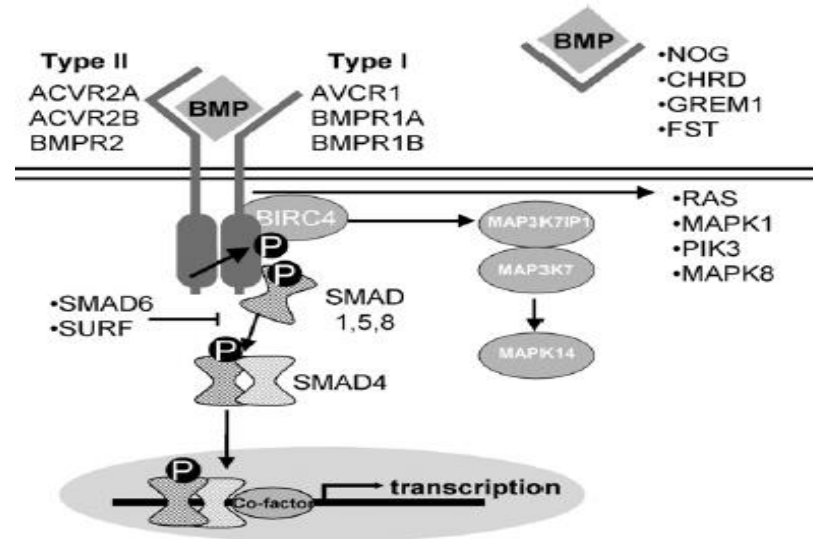 Type II
ACVR2A
ACVR2B
BMPR2
BMP
Type I
AVCR1
BMPR1A
BMPR1B
BMP
•NOG
•CHRD
•GREM1
•FST
BIRC4
P
P
MAP3K7IP1
MAP3K7
MAPK14
•RAS
•MAPK1
•PIK3
•MAPK8
•SMAD6
•SURF
SMAD
1,5,8
P
SMAD4
P
Co-factor
transcription